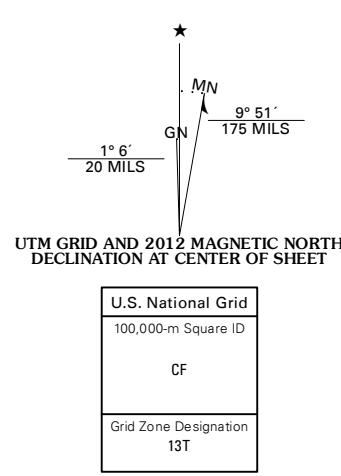 ★
MN
GN
9° 51´
175 MILS
1° 6´
20 MILS
UTM GRID AND 2012 MAGNETIC NORTH
DECLINATION AT CENTER OF SHEET
U.S. National Grid
100,000-m Square ID
CF
Grid Zone Designation
13T